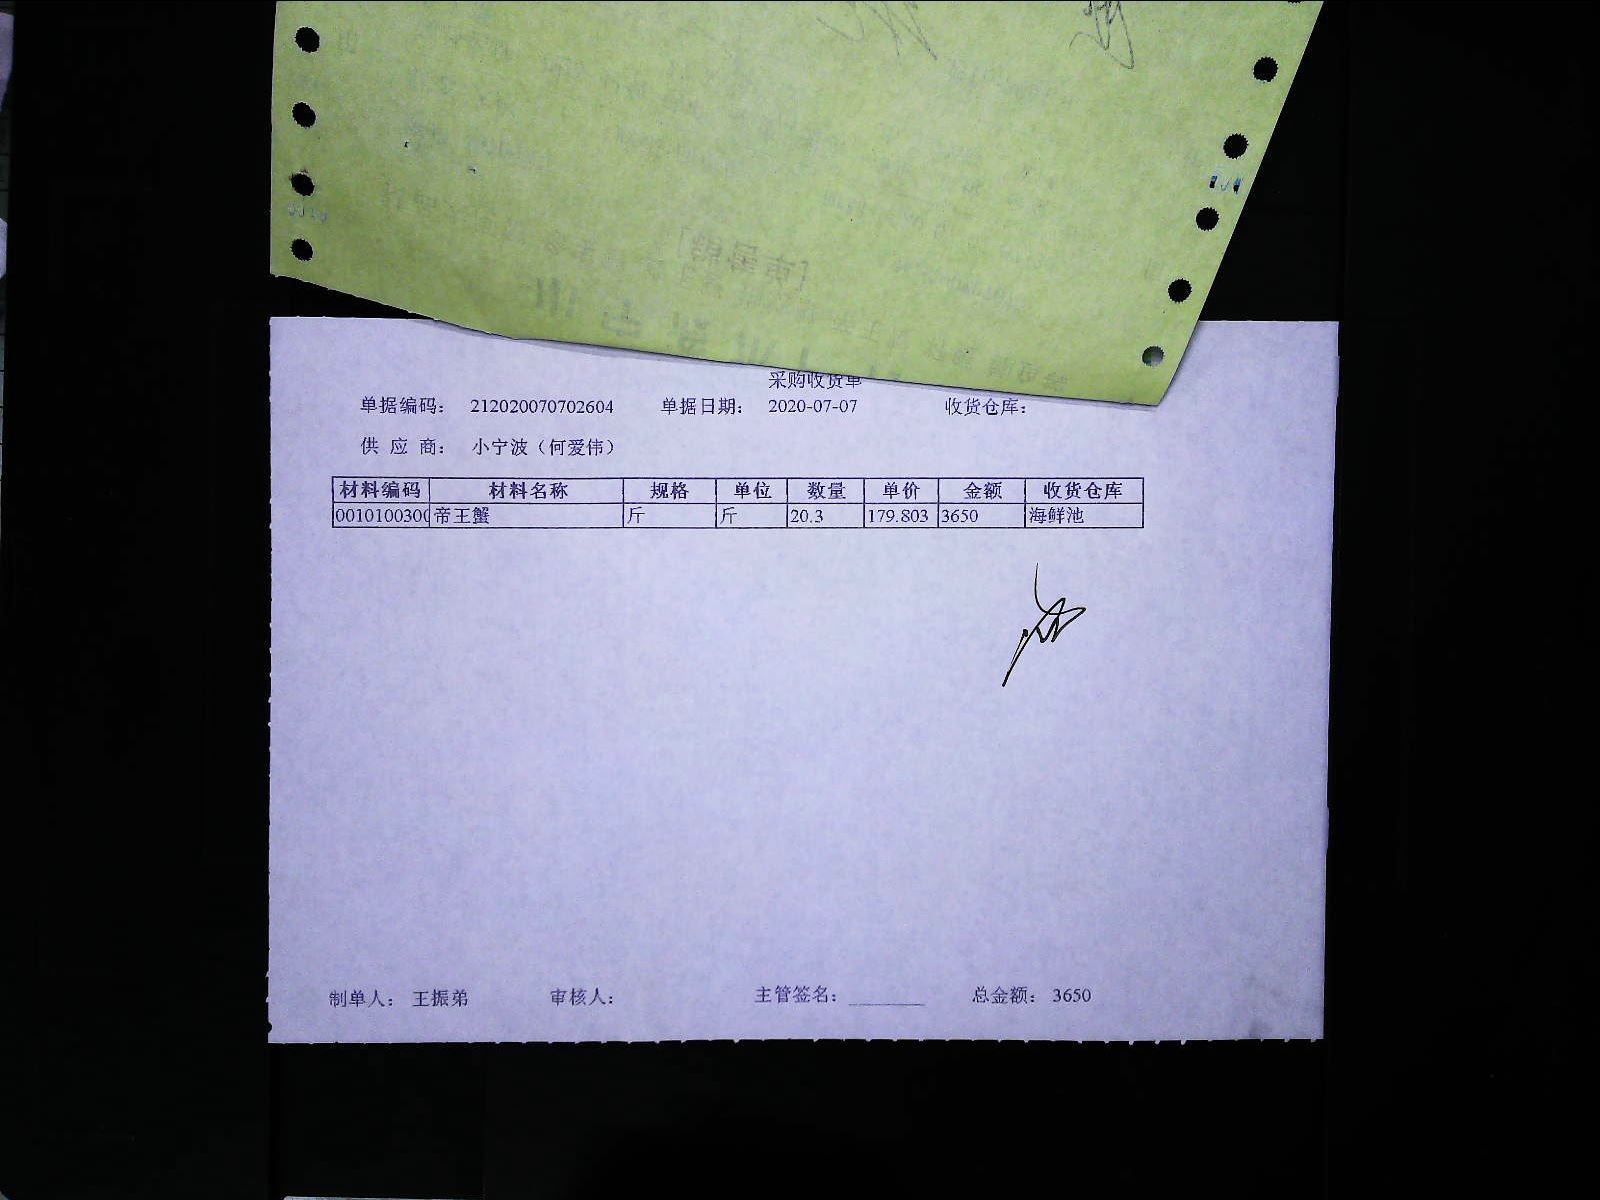 采购收货单
单据编码： 212020070702604 单据日期： 2020-07-07 收货仓库：
供 应 商： 小宁波（何爱伟）
材料编码 材料名称 规格 单位 数量 单价 金额 收货仓库
0010100300 帝王蟹 斤 斤 20.3 179.803 3650 海鲜池
制单人： 王振弟 审核人： 主管签名： 总金额： 3650